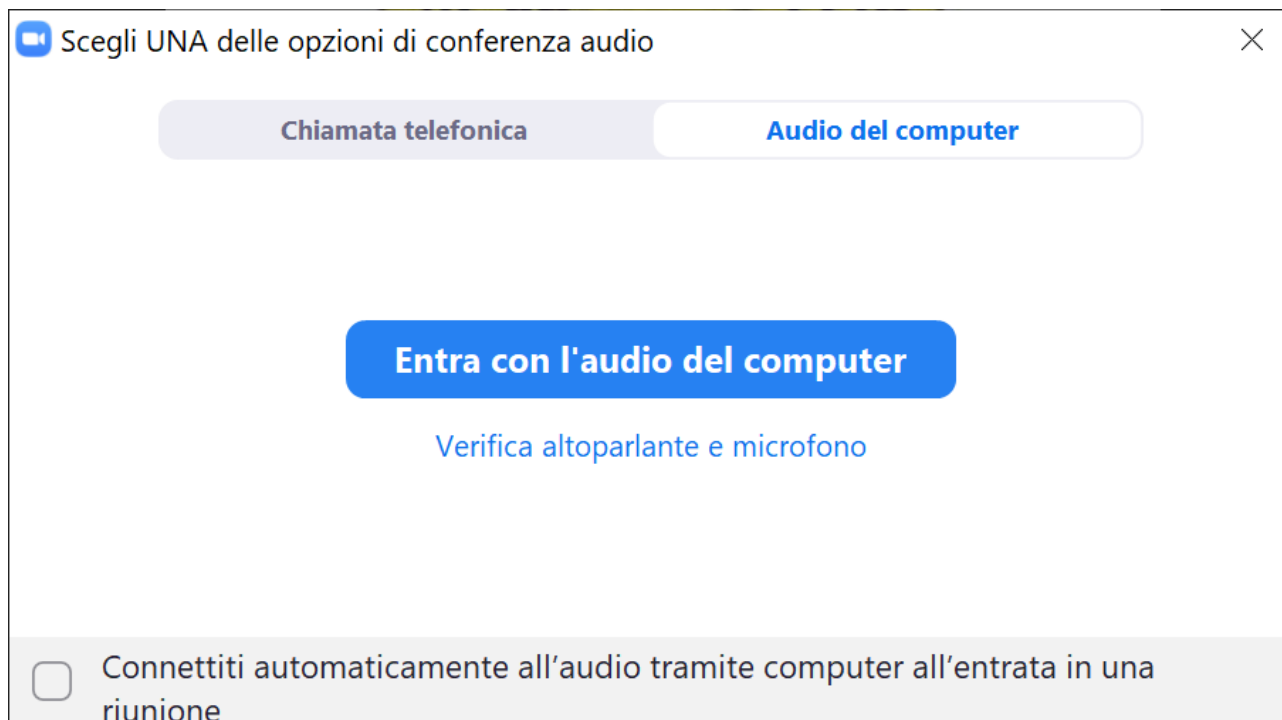 Scegli UNA delle opzioni di conferenza audio
Chiamata telefonica
Audio del computer
Entra con l'audio del computer
Verifica altoparlante e microfono
Connettiti automaticamente all’audio tramite computer all’entrata in una
riunione